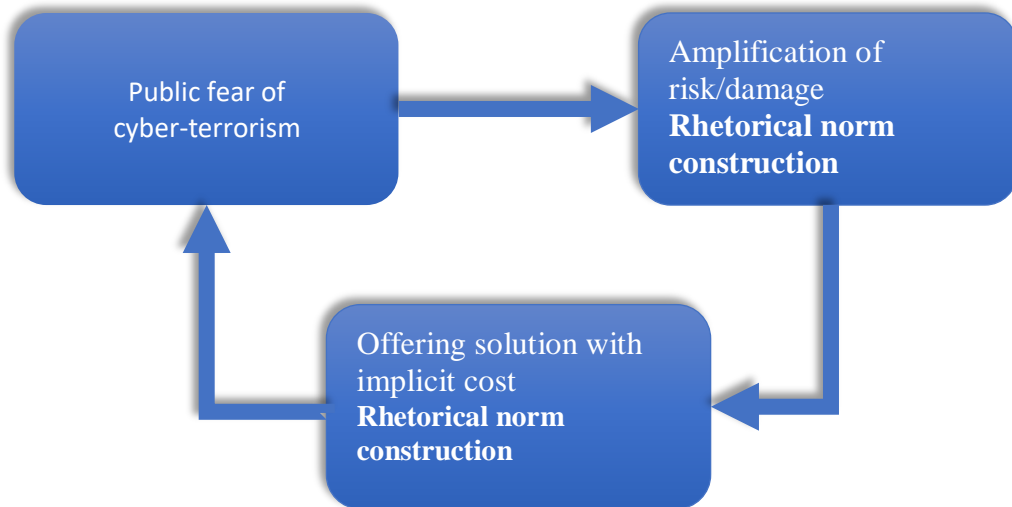 Public fear of
cyber-terrorism
Amplification of
risk/damage
Rhetorical norm
construction
Offering solution with
implicit cost
Rhetorical norm
construction